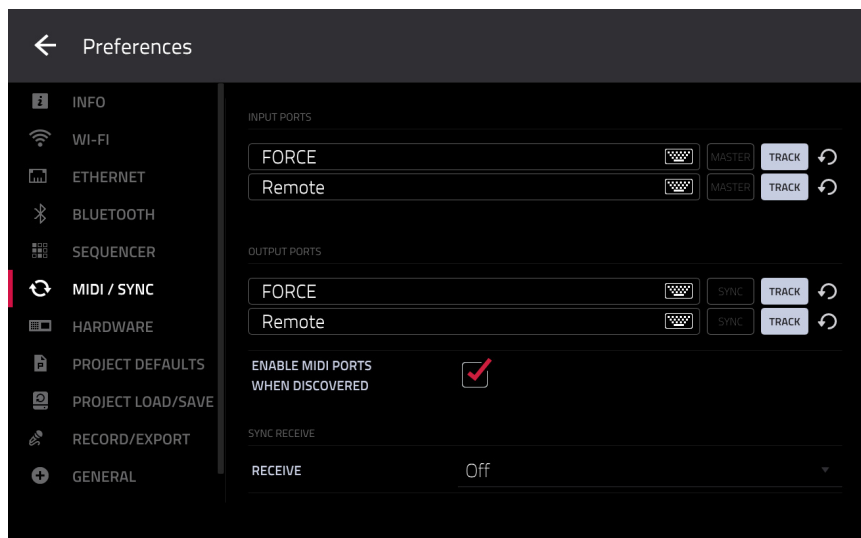 Preferences
INFO
WI-FI
ETHERNET
BLUETOOTH
SEQUENCER
MIDI / SYNC
HARDWARE
PROJECT DEFAULTS
PROJECT LOAD/SAVE
RECORD/EXPORT
GENERAL
INPUT PORTS
FORCE MASTER TRACK
Remote MASTER TRACK
OUTPUT PORTS
FORCE SYNC TRACK
Remote SYNC TRACK
ENABLE MIDI PORTS
WHEN DISCOVERED
SYNC RECEIVE
RECEIVE Off